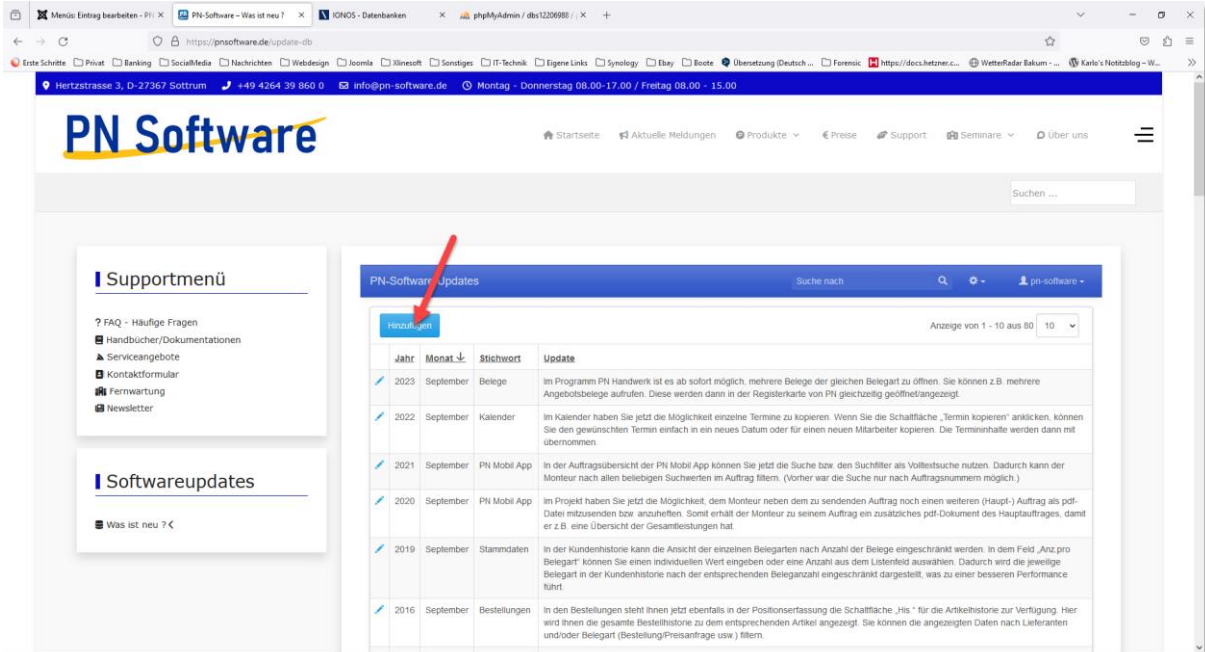 Menüs: Eintrag bearbeiten - PN
PN-Software – Was ist neu ?
IONOS - Datenbanken
phpMyAdmin / dbs12206988 /
https://pnsoftware.de/update-db
Erste Schritte Privat Banking SocialMedia Nachrichten Webdesign Joomla Xlinesoft Sonstiges IT-Technik Eigene Links Synology Ebay Boote Übersetzung (Deutsch ... Forensic https://docs.hetzner.c... WetterRadar Bakum - ... Karlo's Notitzblog – W...
Hertzstrasse 3, D-27367 Sottrum +49 4264 39 860 0 info@pn-software.de Montag - Donnerstag 08.00-17.00 / Freitag 08.00 - 15.00
PN Software
Startseite Aktuelle Meldungen Produkte Preise Support Seminare Über uns
Suchen ...
Supportmenü
? FAQ - Häufige Fragen
Handbücher/Dokumentationen
Serviceangebote
Kontaktformular
Fernwartung
Newsletter
Softwareupdates
Was ist neu ?
PN-Software Updates Suche nach pn-software
Hinzufügen Anzeige von 1 - 10 aus 80 10
Jahr Monat Stichwort Update
2023 September Belege Im Programm PN Handwerk ist es ab sofort möglich, mehrere Belege der gleichen Belegart zu öffnen. Sie können z.B. mehrere
Angebotsbelege aufrufen. Diese werden dann in der Registerkarte von PN gleichzeitig geöffnet/angezeigt.
2022 September Kalender Im Kalender haben Sie jetzt die Möglichkeit einzelne Termine zu kopieren. Wenn Sie die Schaltfläche „Termin kopieren“ anklicken, können
Sie den gewünschten Termin einfach in ein neues Datum oder für einen neuen Mitarbeiter kopieren. Die Termininhalte werden dann mit
übernommen.
2021 September PN Mobil App In der Auftragsübersicht der PN Mobil App können Sie jetzt die Suche bzw. den Suchfilter als Volltextsuche nutzen. Dadurch kann der
Monteur nach allen beliebigen Suchwerten im Auftrag filtern. (Vorher war die Suche nur nach Auftragsnummern möglich.)
2020 September PN Mobil App Im Projekt haben Sie jetzt die Möglichkeit, dem Monteur neben dem zu sendenden Auftrag noch einen weiteren (Haupt-) Auftrag als pdf-
Datei mitzusenden bzw. anzuheften. Somit erhält der Monteur zu seinem Auftrag ein zusätzliches pdf-Dokument des Hauptauftrages, damit
er z.B. eine Übersicht der Gesamtleistungen hat.
2019 September Stammdaten In der Kundenhistorie kann die Ansicht der einzelnen Belegarten nach Anzahl der Belege eingeschränkt werden. In dem Feld „Anz.pro
Belegart“ können Sie einen individuellen Wert eingeben oder eine Anzahl aus dem Listenfeld auswählen. Dadurch wird die jeweilige
Belegart in der Kundenhistorie nach der entsprechenden Beleganzahl eingeschränkt dargestellt, was zu einer besseren Performance
führt.
2016 September Bestellungen In den Bestellungen steht Ihnen jetzt ebenfalls in der Positionserfassung die Schaltfläche „His.“ für die Artikelhistorie zur Verfügung. Hier
wird Ihnen die gesamte Bestellhistorie zu dem entsprechenden Artikel angezeigt. Sie können die angezeigten Daten nach Lieferanten
und/oder Belegart (Bestellung/Preisanfrage usw.) filtern.